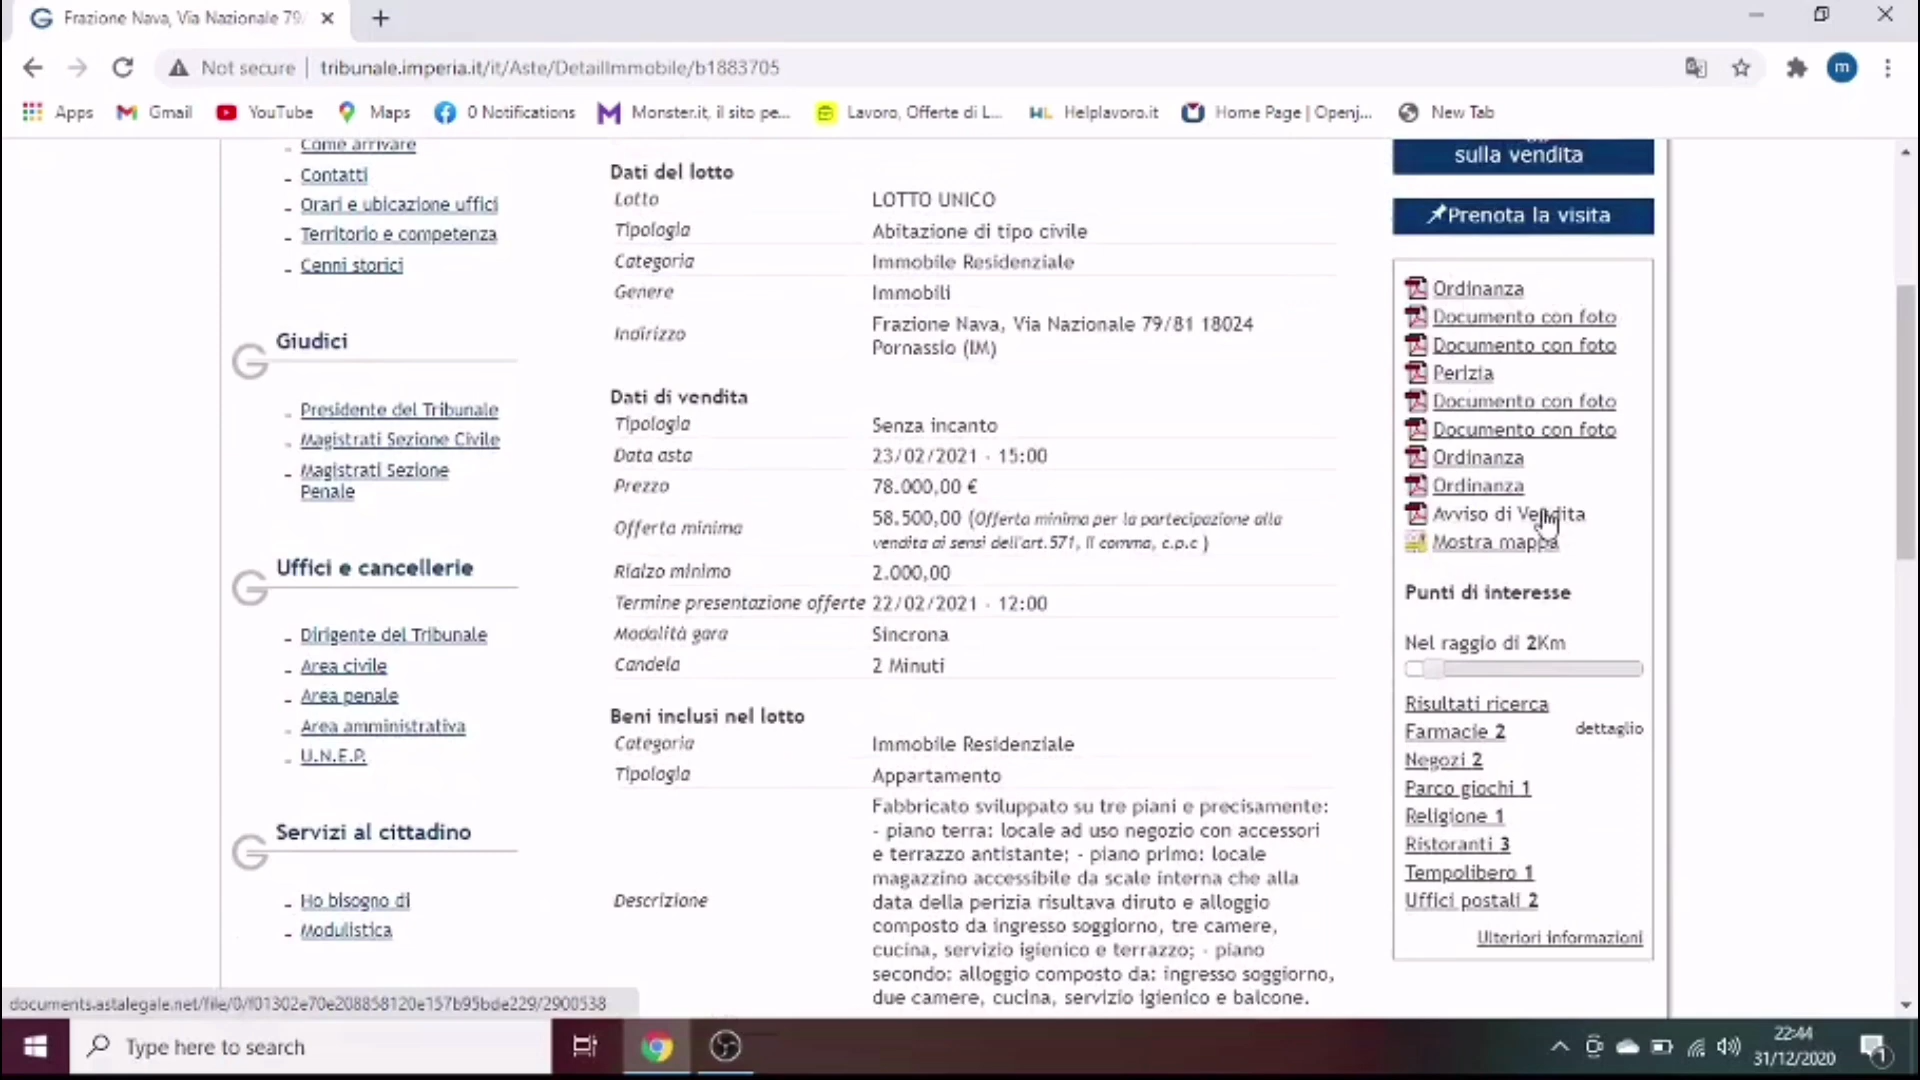 Frazione Nava, Via Nazionale 79/
Not secure
tribunale.imperia.it/it/Aste/DetailImmobile/b1883705
m
Apps
Gmail
YouTube
Maps
0 Notifications
Monster.it, il sito pe...
Lavoro, Offerte di L...
Helplavoro.it
Home Page | Openj...
New Tab
Come arrivare
Contatti
Orari e ubicazione uffici
Territorio e competenza
Cenni storici
Giudici
Presidente del Tribunale
Magistrati Sezione Civile
Magistrati Sezione
Penale
Uffici e cancellerie
Dirigente del Tribunale
Area civile
Area penale
Area amministrativa
U.N.E.P.
Servizi al cittadino
Ho bisogno di
Modulistica
Dati del lotto
Lotto LOTTO UNICO
Tipologia Abitazione di tipo civile
Categoria Immobile Residenziale
Genere Immobili
Indirizzo Frazione Nava, Via Nazionale 79/81 18024
Pornassio (IM)
Dati di vendita
Tipologia Senza incanto
Data asta 23/02/2021 - 15:00
Prezzo 78.000,00 €
Offerta minima 58.500,00 (Offerta minima per la partecipazione alla
vendita ai sensi dell'art.571, II comma, c.p.c )
Rialzo minimo 2.000,00
Termine presentazione offerte 22/02/2021 - 12:00
Modalità gara Sincrona
Candela 2 Minuti
Beni inclusi nel lotto
Categoria Immobile Residenziale
Tipologia Appartamento
Descrizione Fabbricato sviluppato su tre piani e precisamente:
- piano terra: locale ad uso negozio con accessori
e terrazzo antistante; - piano primo: locale
magazzino accessibile da scale interna che alla
data della perizia risultava diruto e alloggio
composto da ingresso soggiorno, tre camere,
cucina, servizio igienico e terrazzo; - piano
secondo: alloggio composto da: ingresso soggiorno,
due camere, cucina, servizio igienico e balcone.
sulla vendita
Prenota la visita
Ordinanza
Documento con foto
Documento con foto
Perizia
Documento con foto
Documento con foto
Ordinanza
Ordinanza
Avviso di Vendita
Mostra mappa
Punti di interesse
Nel raggio di 2Km
Risultati ricerca
Farmacie 2 dettaglio
Negozi 2
Parco giochi 1
Religione 1
Ristoranti 3
Tempolibero 1
Uffici postali 2
Ulteriori informazioni
documents.astalegale.net/file/0/f01302e70e208858120e157b95bde229/2900538
Type here to search
22:44
31/12/2020
1